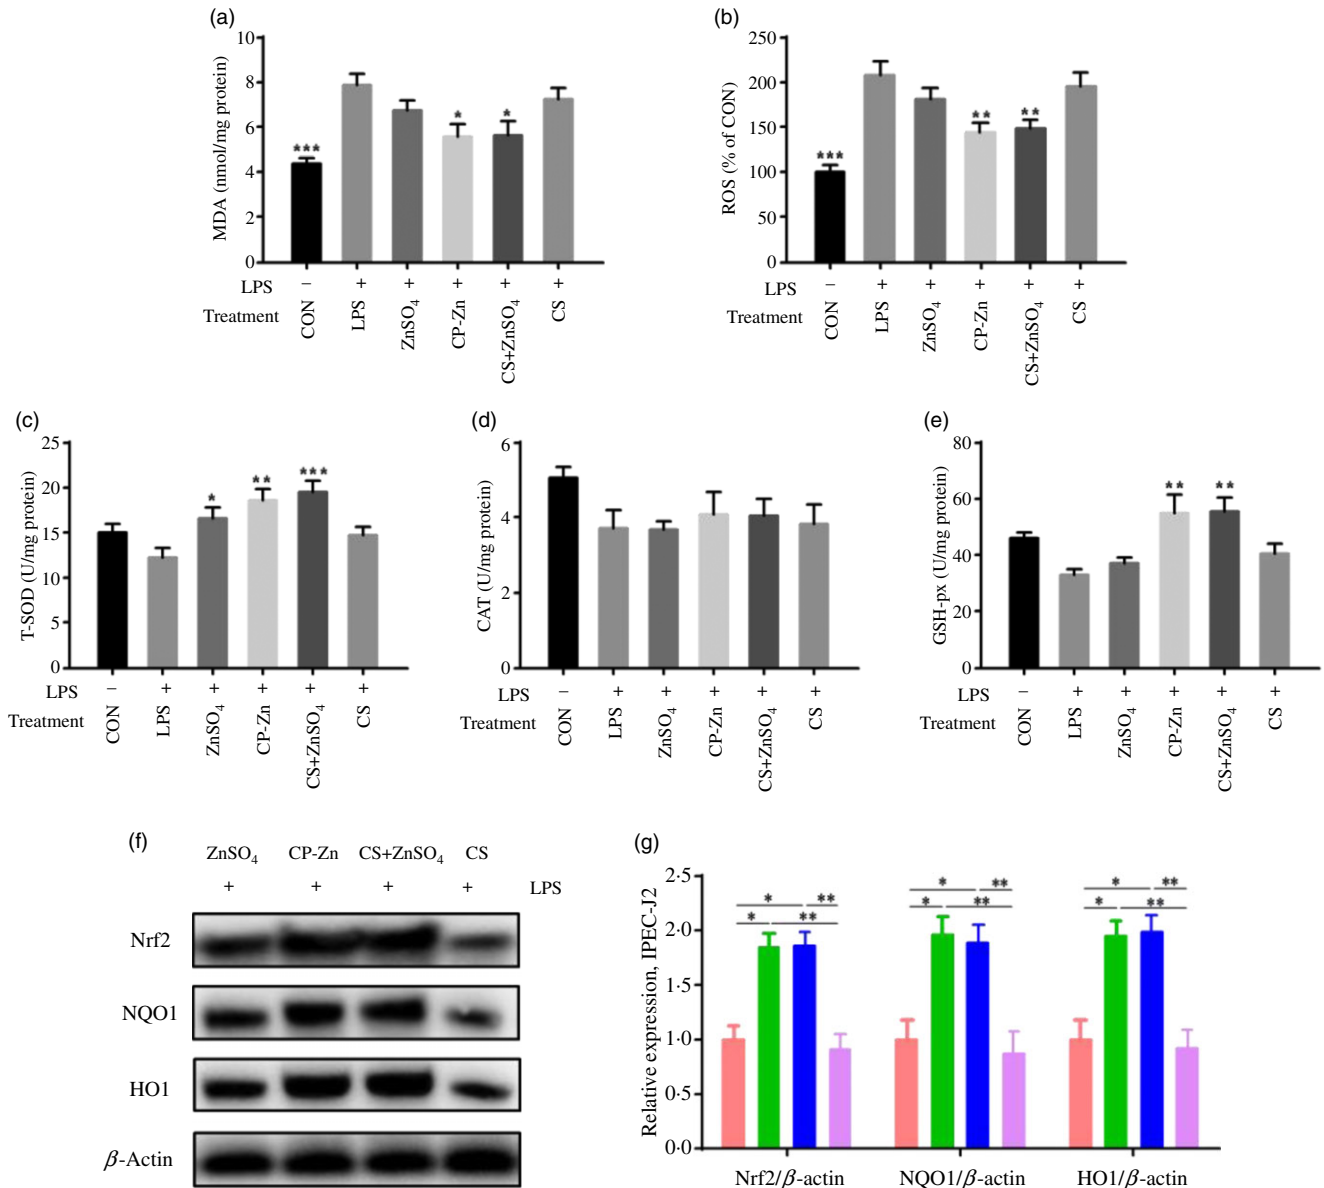 (a)
MDA (nmol/mg protein)
10
8
6
4
2
0
***
*
*
LPS − + + + + +
Treatment CON LPS ZnSO₄ CP-Zn CS+ZnSO₄ CS
(b)
ROS (% of CON)
250
200
150
100
50
0
***
**
**
LPS − + + + + +
Treatment CON LPS ZnSO₄ CP-Zn CS+ZnSO₄ CS
(c)
T-SOD (U/mg protein)
25
20
15
10
5
0
*
**
***
LPS − + + + + +
Treatment CON LPS ZnSO₄ CP-Zn CS+ZnSO₄ CS
(d)
CAT (U/mg protein)
6
4
2
0
LPS − + + + + +
Treatment CON LPS ZnSO₄ CP-Zn CS+ZnSO₄ CS
(e)
GSH-px (U/mg protein)
80
60
40
20
0
**
**
LPS − + + + + +
Treatment CON LPS ZnSO₄ CP-Zn CS+ZnSO₄ CS
(f)
ZnSO₄ CP-Zn CS+ZnSO₄ CS
+ + + + LPS
Nrf2
NQO1
HO1
β-Actin
(g)
Relative expression, IPEC-J2
2·5
2·0
1·5
1·0
0·5
0·0
* **
* **
* **
* **
* **
* **
Nrf2/β-actin NQO1/β-actin HO1/β-actin